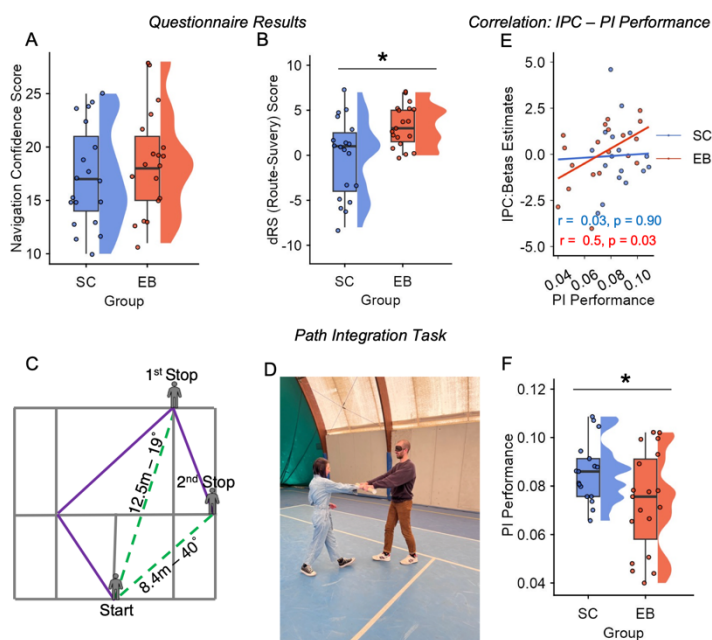 Questionnaire Results
Correlation: IPC – PI Performance
A
Navigation Confidence Score
25
20
15
10
SC
EB
Group
B
*
dRS (Route-Suvery) Score
10
5
0
-5
-10
SC
EB
Group
E
IPC:Betas Estimates
5.0
2.5
0.0
-2.5
-5.0
SC
EB
r = 0.03, p = 0.90
r = 0.5, p = 0.03
0.04
0.06
0.08
0.10
PI Performance
Path Integration Task
C
1st Stop
12.5m – 19°
2nd Stop
8.4m – 40°
Start
D
F
*
PI Performance
0.12
0.10
0.08
0.06
0.04
SC
EB
Group